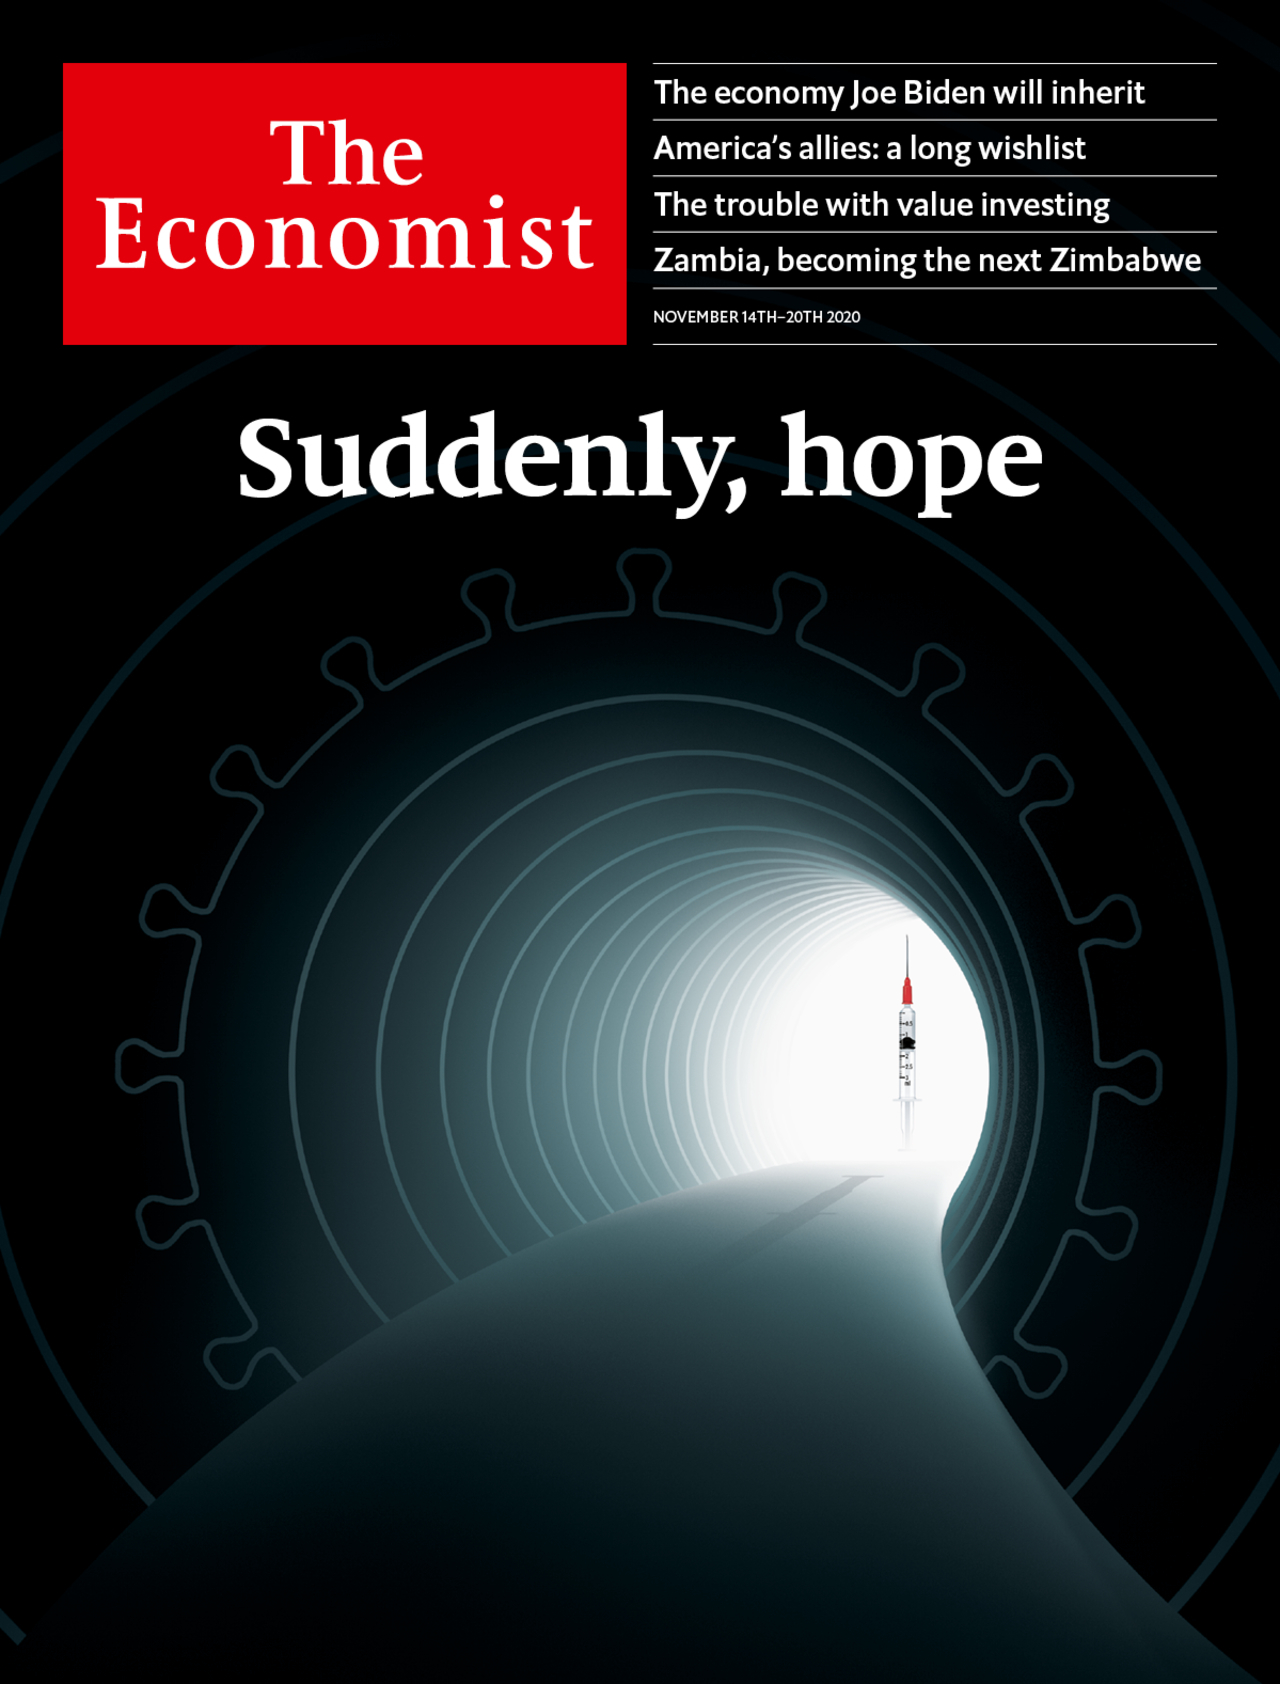 The
Economist
The economy Joe Biden will inherit
America's allies: a long wishlist
The trouble with value investing
Zambia, becoming the next Zimbabwe
NOVEMBER 14TH–20TH 2020
Suddenly, hope